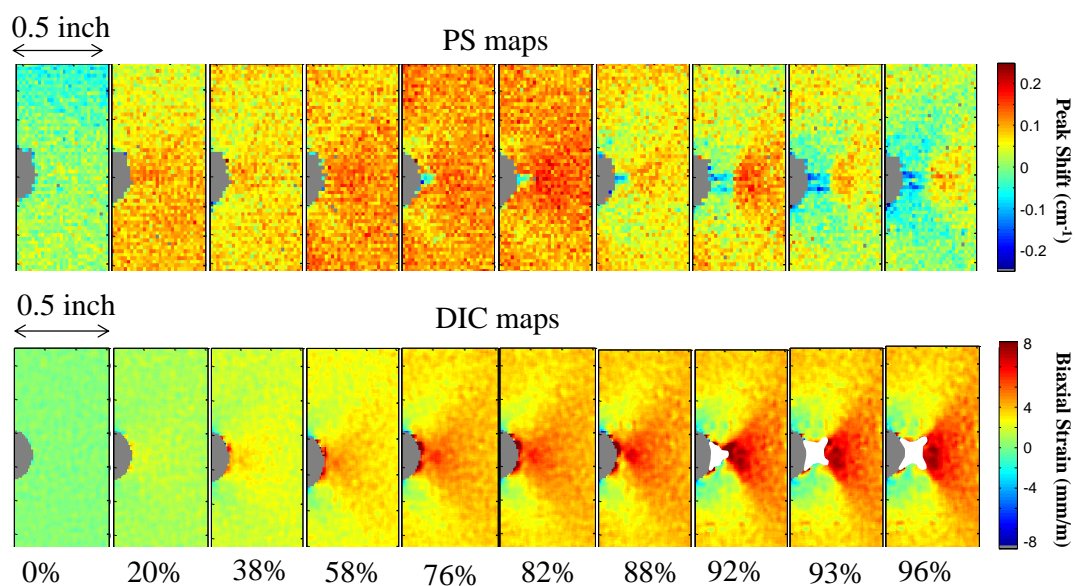 0.5 inch
PS maps
0.2
0.1
0
-0.1
-0.2
Peak Shift (cm⁻¹)
0.5 inch
DIC maps
8
4
0
-4
-8
Biaxial Strain (mm/m)
0% 20% 38% 58% 76% 82% 88% 92% 93% 96%